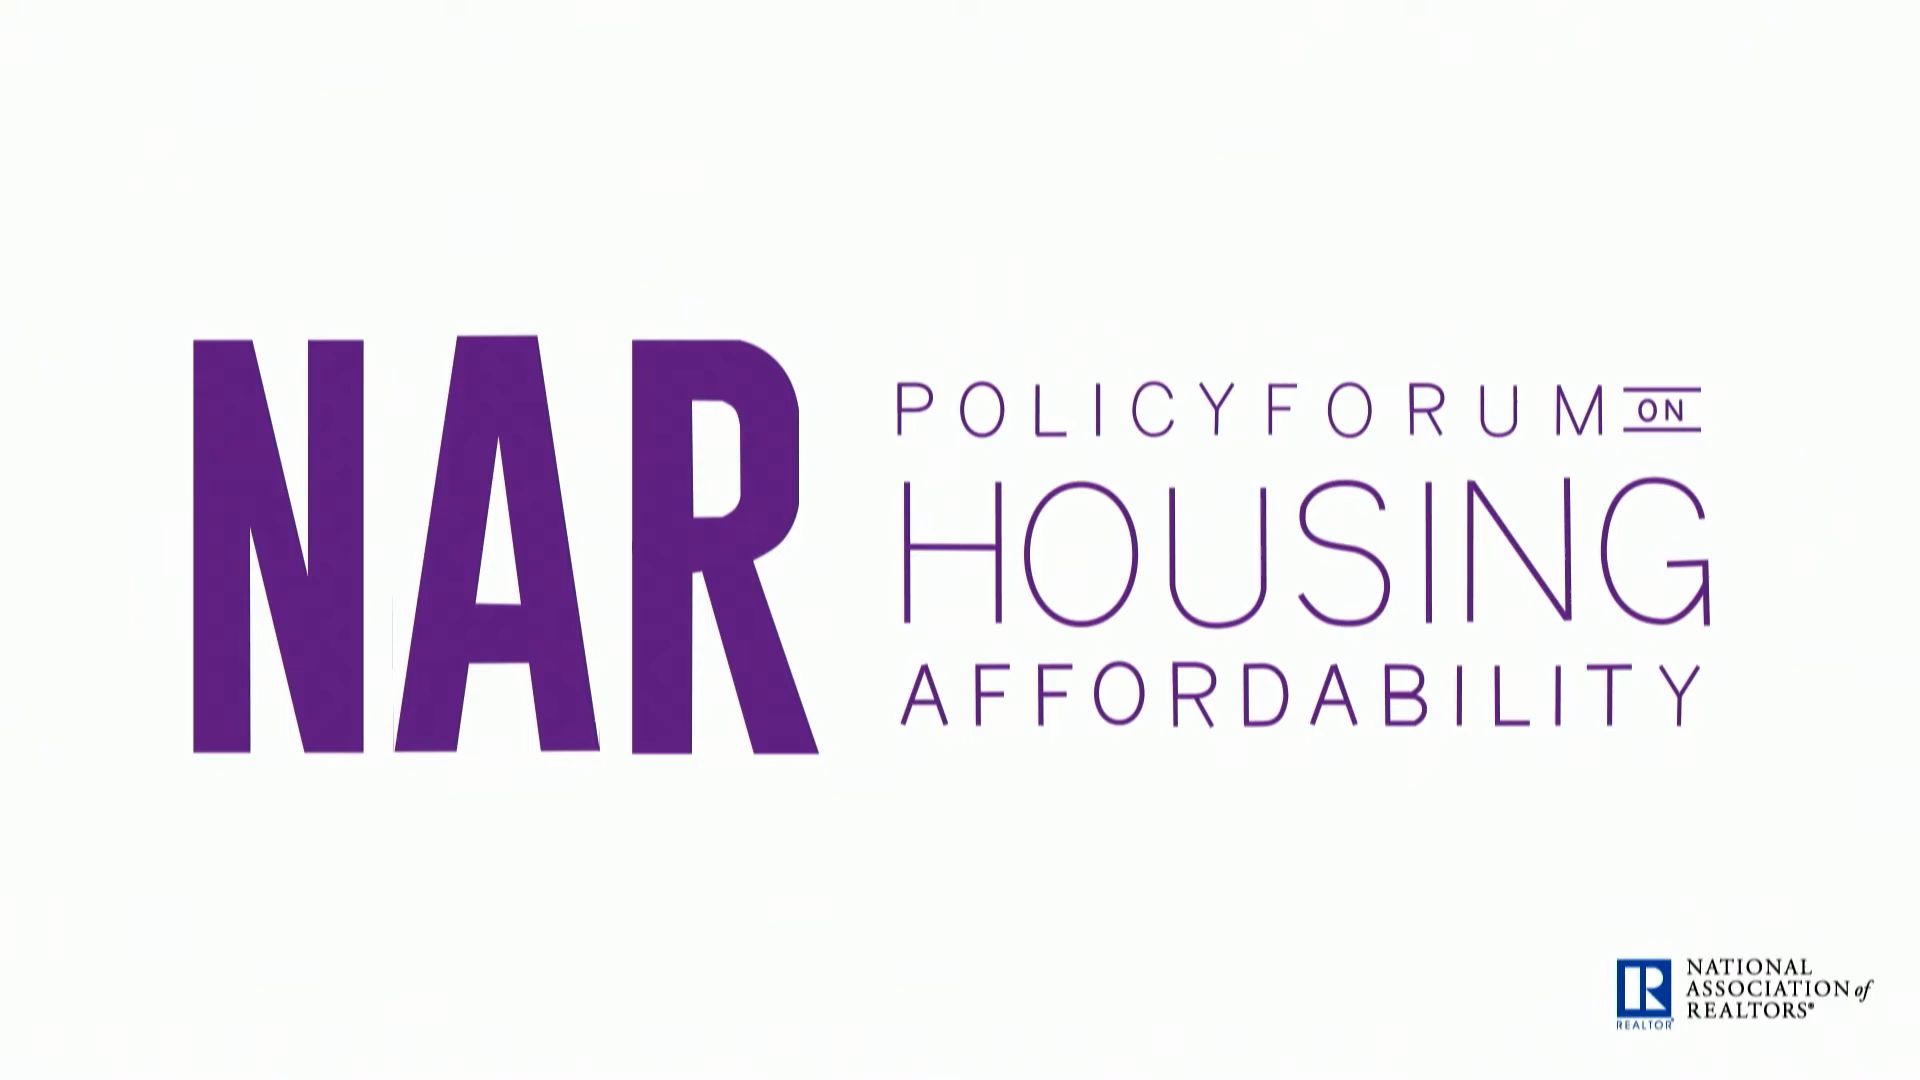 NAR
POLICY FORUM ON
HOUSING
AFFORDABILITY
NATIONAL
ASSOCIATION of
REALTORS®
REALTOR®